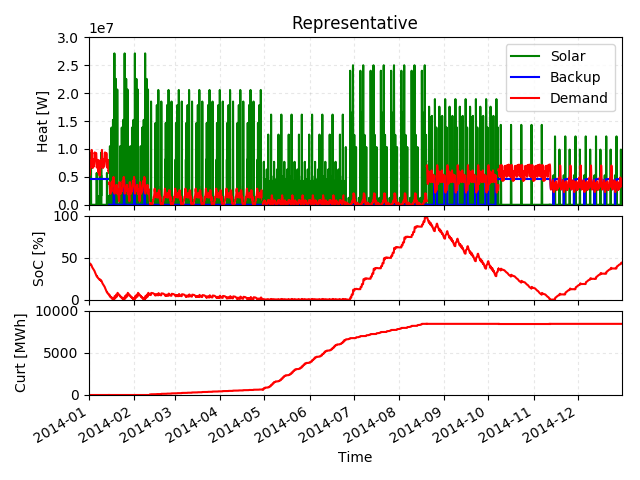 Representative
1e7
3.0
2.5
2.0
1.5
1.0
0.5
0.0
Heat [W]
Solar
Backup
Demand
100
50
0
SoC [%]
10000
5000
0
Curt [MWh]
2014-01
2014-02
2014-03
2014-04
2014-05
2014-06
2014-07
2014-08
2014-09
2014-10
2014-11
2014-12
Time